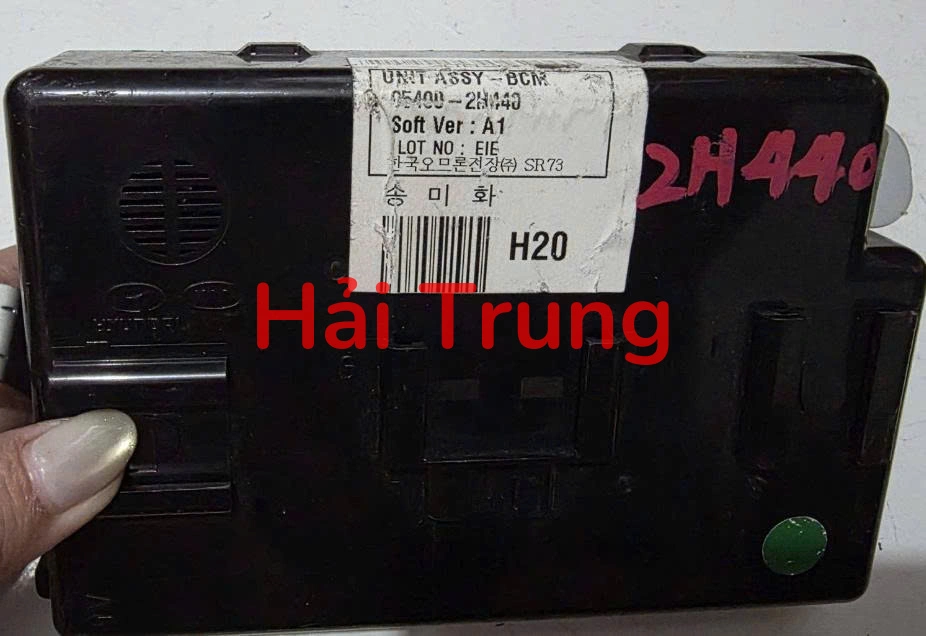 UNIT ASSY-BCM
95400-2H440
Soft Ver : A1
LOT NO : EIE
한국오므론전장㈜ SR73
송 미 화
H20
2H440
Hải Trung
HYUNDAI